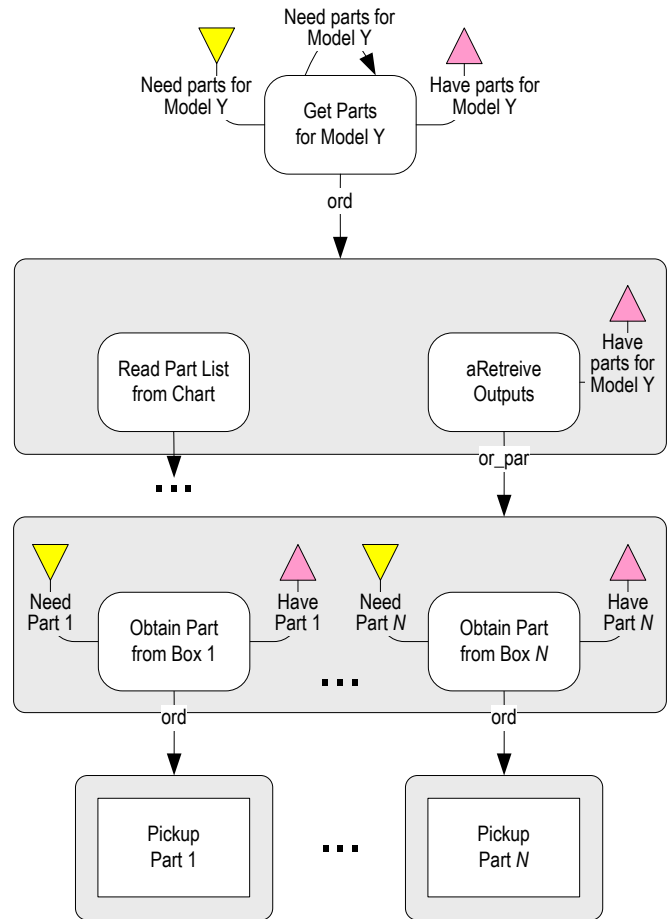 Need parts for
Model Y
Need parts for
Model Y
Have parts for
Model Y
Get Parts
for Model Y
ord
Read Part List
from Chart
aRetreive
Outputs
Have
parts for
Model Y
...
or_par
Need
Part 1
Have
Part 1
Need
Part N
Have
Part N
Obtain Part
from Box 1
...
Obtain Part
from Box N
ord
ord
Pickup
Part 1
...
Pickup
Part N